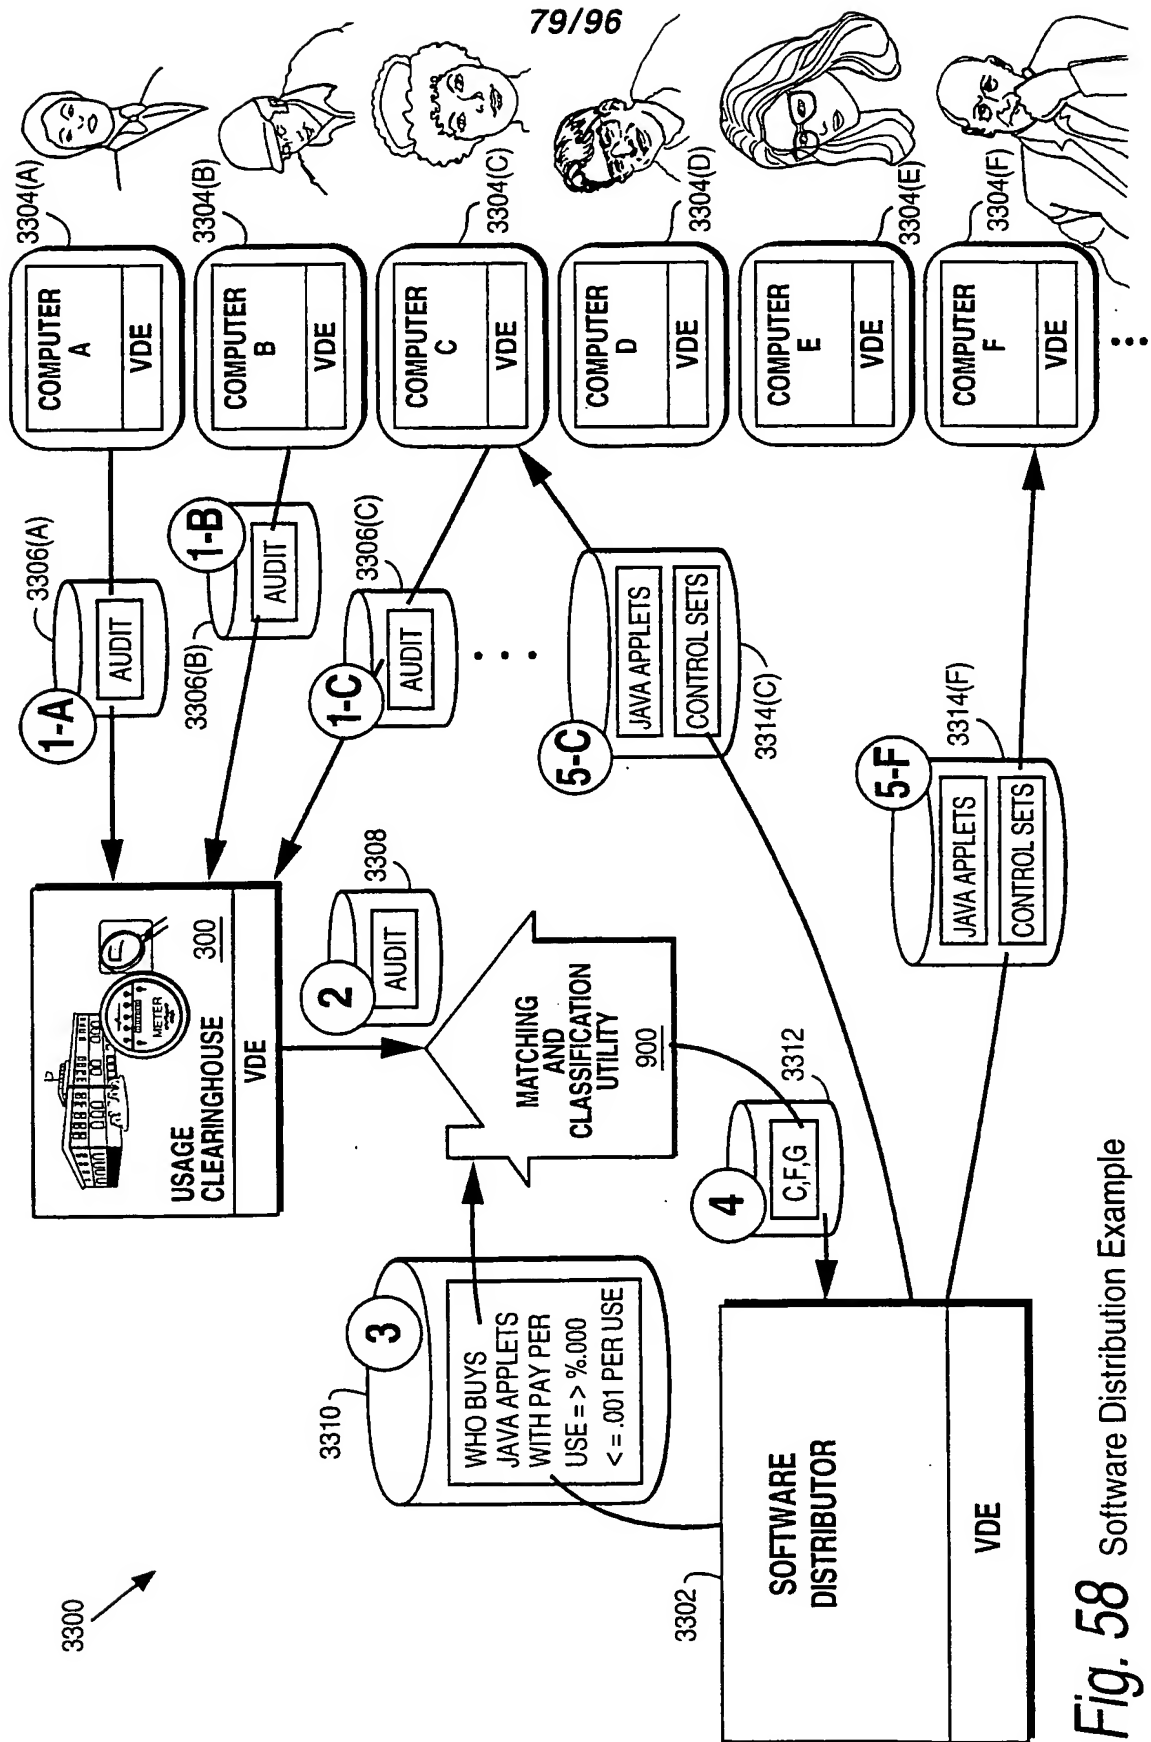 79/96
3300
3304(A)
COMPUTER
A
VDE
3304(B)
COMPUTER
B
VDE
3304(C)
COMPUTER
C
VDE
3304(D)
COMPUTER
D
VDE
3304(E)
COMPUTER
E
VDE
3304(F)
COMPUTER
F
VDE
1-A
AUDIT
3306(A)
1-B
AUDIT
3306(B)
1-C
AUDIT
3306(C)
USAGE
CLEARINGHOUSE
300
METER
VDE
2
AUDIT
3308
MATCHING
AND
CLASSIFICATION
UTILITY
900
3
3310
WHO BUYS
JAVA APPLETS
WITH PAY PER
USE = > %.000
< = .001 PER USE
4
C,F,G
3312
5-C
JAVA APPLETS
CONTROL SETS
3314(C)
5-F
JAVA APPLETS
CONTROL SETS
3314(F)
3302
SOFTWARE
DISTRIBUTOR
VDE
Fig. 58 Software Distribution Example